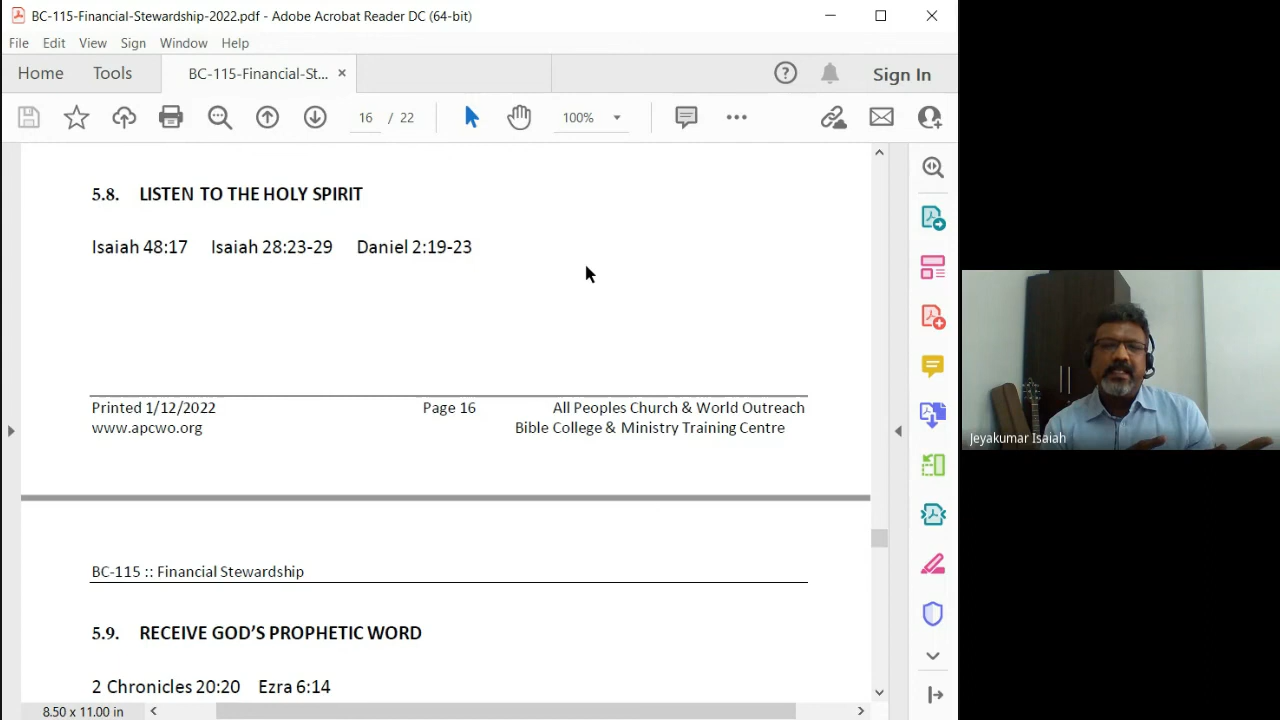 BC-115-Financial-Stewardship-2022.pdf - Adobe Acrobat Reader DC (64-bit)
File Edit View Sign Window Help
Home Tools BC-115-Financial-St... × Sign In
16 / 22 100%
5.8. LISTEN TO THE HOLY SPIRIT
Isaiah 48:17 Isaiah 28:23-29 Daniel 2:19-23
Printed 1/12/2022 Page 16 All Peoples Church & World Outreach
www.apcwo.org Bible College & Ministry Training Centre
Jeyakumar Isaiah
BC-115 :: Financial Stewardship
5.9. RECEIVE GOD’S PROPHETIC WORD
2 Chronicles 20:20 Ezra 6:14
8.50 x 11.00 in